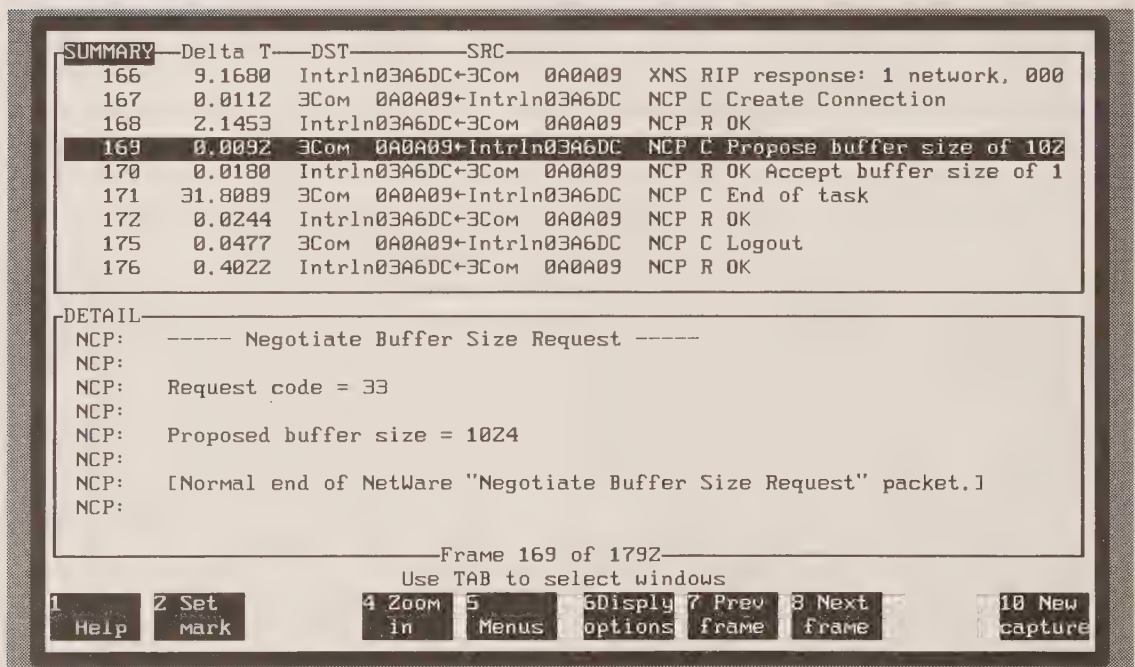 SUMMARY—Delta T—DST—SRC
166 9.1680 Intrln03A6DC←3Com 0A0A09 XNS RIP response: 1 network, 000
167 0.0112 3Com 0A0A09←Intrln03A6DC NCP C Create Connection
168 2.1453 Intrln03A6DC←3Com 0A0A09 NCP R OK
169 0.0092 3Com 0A0A09←Intrln03A6DC NCP C Propose buffer size of 102
170 0.0180 Intrln03A6DC←3Com 0A0A09 NCP R OK Accept buffer size of 1
171 31.8089 3Com 0A0A09←Intrln03A6DC NCP C End of task
172 0.0244 Intrln03A6DC←3Com 0A0A09 NCP R OK
175 0.0477 3Com 0A0A09←Intrln03A6DC NCP C Logout
176 0.4022 Intrln03A6DC←3Com 0A0A09 NCP R OK
DETAIL
NCP: ----- Negotiate Buffer Size Request -----
NCP:
NCP: Request code = 33
NCP:
NCP: Proposed buffer size = 1024
NCP:
NCP: [Normal end of NetWare "Negotiate Buffer Size Request" packet.]
NCP:
Frame 169 of 1792
Use TAB to select windows
1 Help
2 Set mark
4 Zoom in
5 Menus
6Disply options
7 Prev frame
8 Next frame
10 New capture